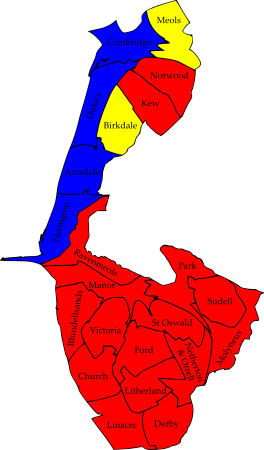 Meols
Cambridge
Norwood
Dukes
Kew
Birkdale
Ainsdale
Harington
Ravenmeols
Park
Manor
Sudell
Blundellsands
Victoria
St Oswald
Molyneux
Ford
Netherton
& Orrell
Church
Litherland
Linacre
Derby